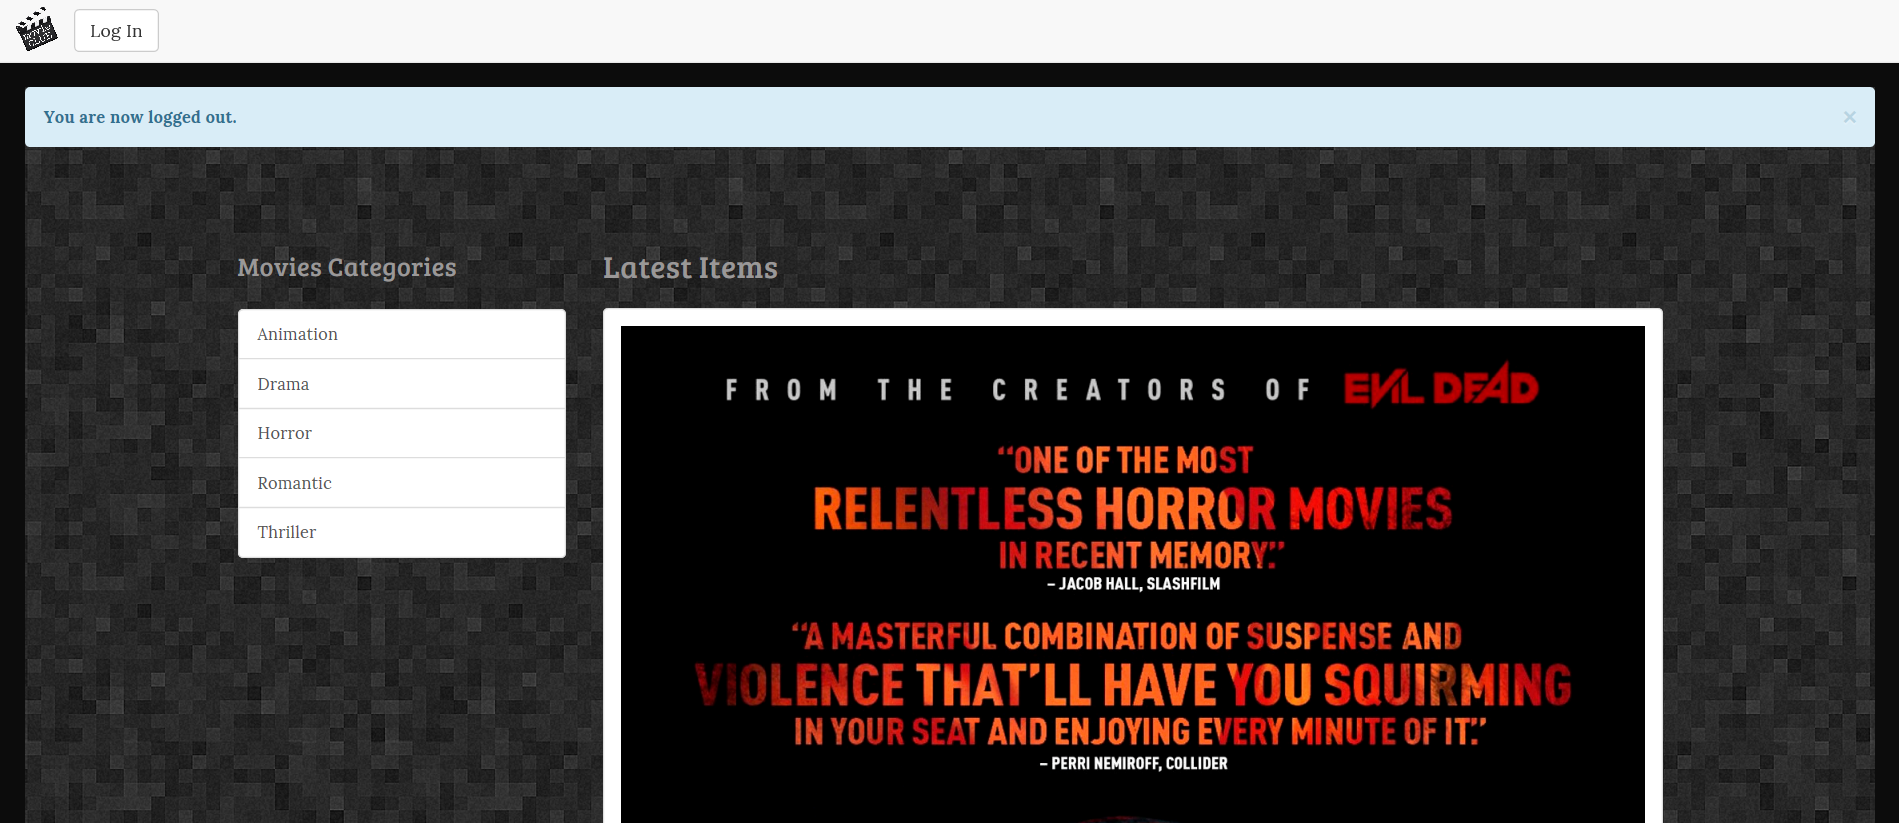 MOVIE
CLUB
Log In
You are now logged out.
×
Movies Categories
Animation
Drama
Horror
Romantic
Thriller
Latest Items
FROM THE CREATORS OF EVIL DEAD
“ONE OF THE MOST
RELENTLESS HORROR MOVIES
IN RECENT MEMORY.”
– JACOB HALL, SLASHFILM
“A MASTERFUL COMBINATION OF SUSPENSE AND
VIOLENCE THAT’LL HAVE YOU SQUIRMING
IN YOUR SEAT AND ENJOYING EVERY MINUTE OF IT.”
– PERRI NEMIROFF, COLLIDER